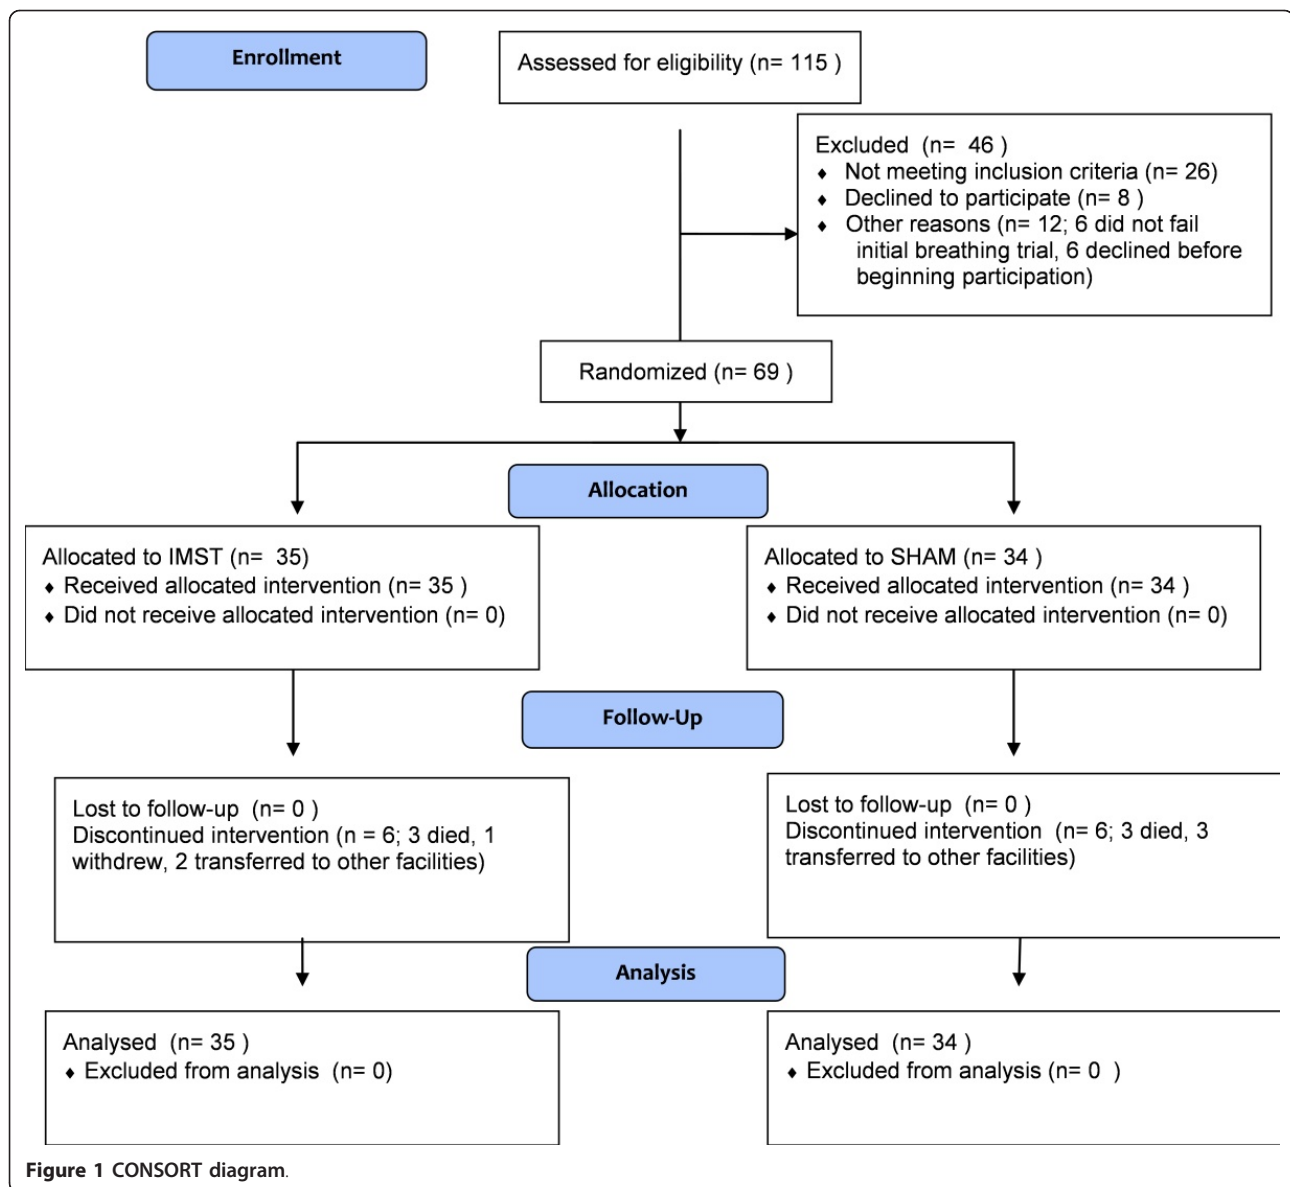 Enrollment
Assessed for eligibility (n= 115 )
Excluded (n= 46 )
♦ Not meeting inclusion criteria (n= 26)
♦ Declined to participate (n= 8 )
♦ Other reasons (n= 12; 6 did not fail
initial breathing trial, 6 declined before
beginning participation)
Randomized (n= 69 )
Allocation
Allocated to IMST (n= 35)
♦ Received allocated intervention (n= 35 )
♦ Did not receive allocated intervention (n= 0)
Allocated to SHAM (n= 34 )
♦ Received allocated intervention (n= 34 )
♦ Did not receive allocated intervention (n= 0)
Follow-Up
Lost to follow-up (n= 0 )
Discontinued intervention (n = 6; 3 died, 1
withdrew, 2 transferred to other facilities)
Lost to follow-up (n= 0 )
Discontinued intervention (n= 6; 3 died, 3
transferred to other facilities)
Analysis
Analysed (n= 35 )
♦ Excluded from analysis (n= 0)
Analysed (n= 34 )
♦ Excluded from analysis (n= 0 )
Figure 1 CONSORT diagram.